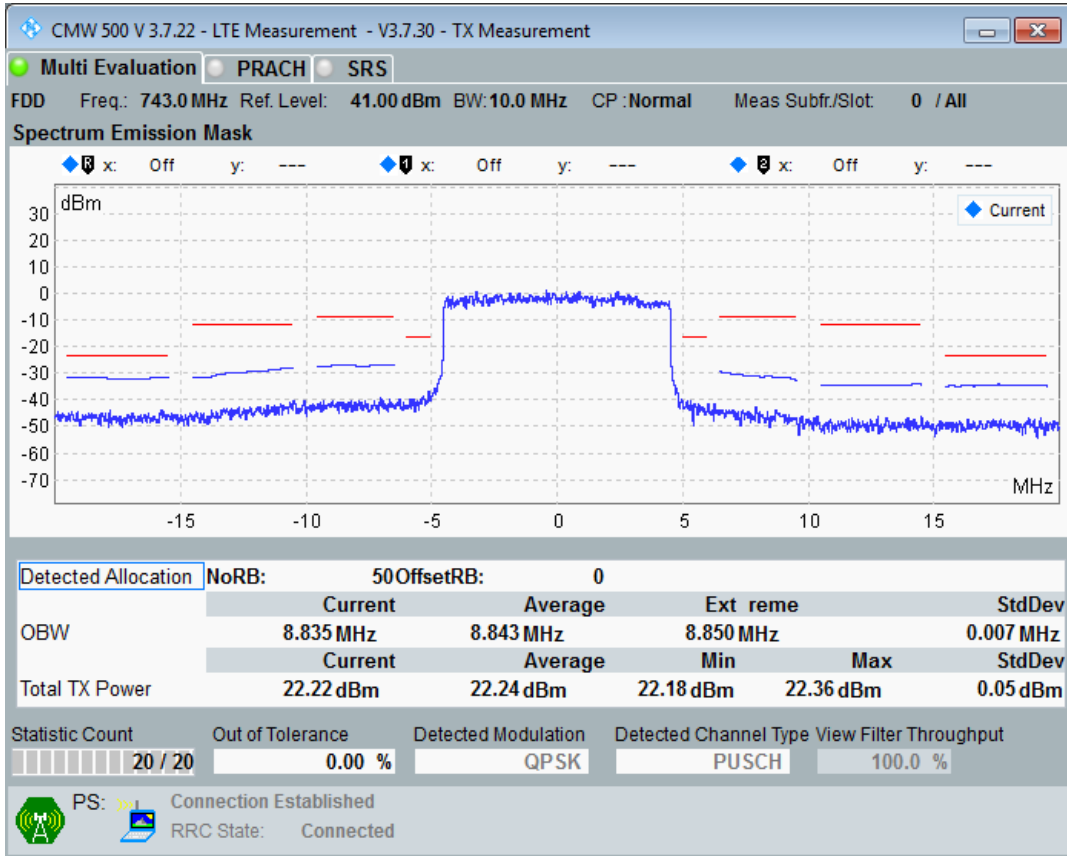 CMW 500 V 3.7.22 - LTE Measurement - V3.7.30 - TX Measurement
Multi Evaluation PRACH SRS
FDD Freq.: 743.0 MHz Ref. Level: 41.00 dBm BW: 10.0 MHz CP : Normal Meas Subfr./Slot: 0 / All
Spectrum Emission Mask
R x: Off y: --- 1 x: Off y: --- 2 x: Off y: ---
dBm
Current
30
20
10
0
-10
-20
-30
-40
-50
-60
-70
MHz
-15 -10 -5 0 5 10 15
Detected Allocation NoRB: 50 OffsetRB: 0
Current Average Ext reme StdDev
OBW 8.835 MHz 8.843 MHz 8.850 MHz 0.007 MHz
Current Average Min Max StdDev
Total TX Power 22.22 dBm 22.24 dBm 22.18 dBm 22.36 dBm 0.05 dBm
Statistic Count Out of Tolerance Detected Modulation Detected Channel Type View Filter Throughput
20 / 20 0.00 % QPSK PUSCH 100.0 %
PS: Connection Established
RRC State: Connected